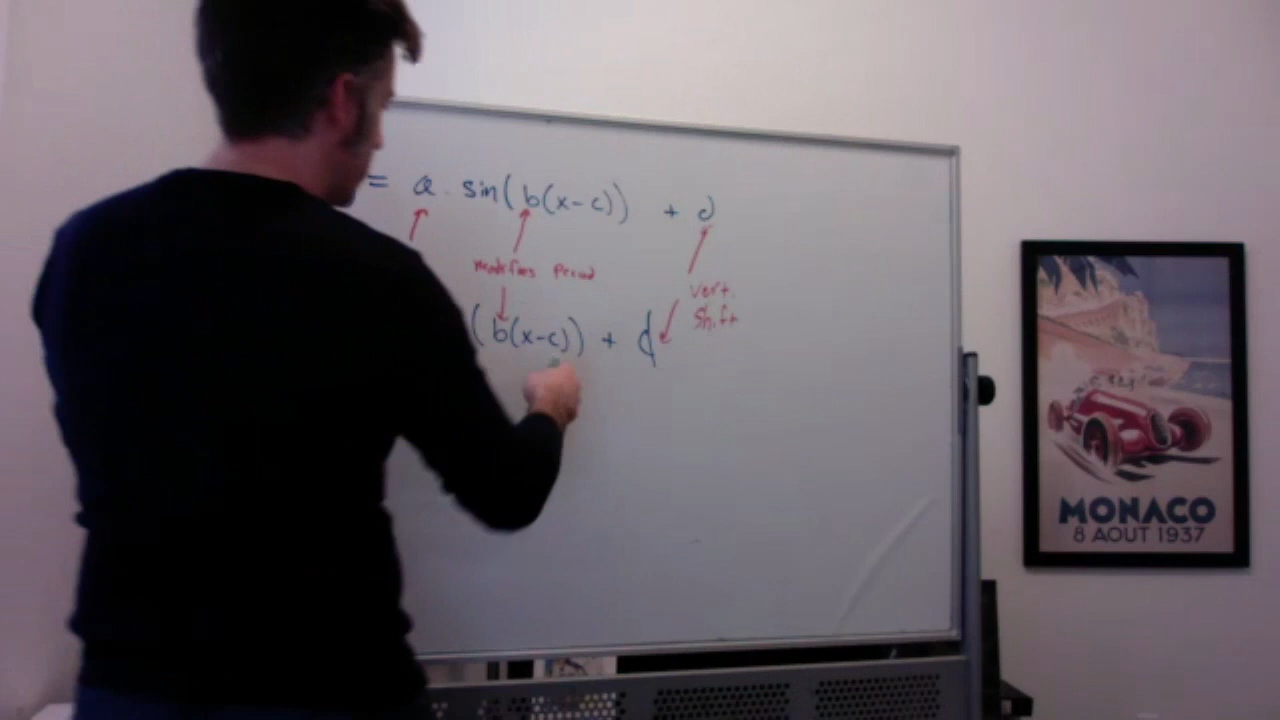 = a . sin(b(x-c)) + d
modifies period
vert.
shift
(b(x-c)) + d
MONACO
8 AOUT 1937